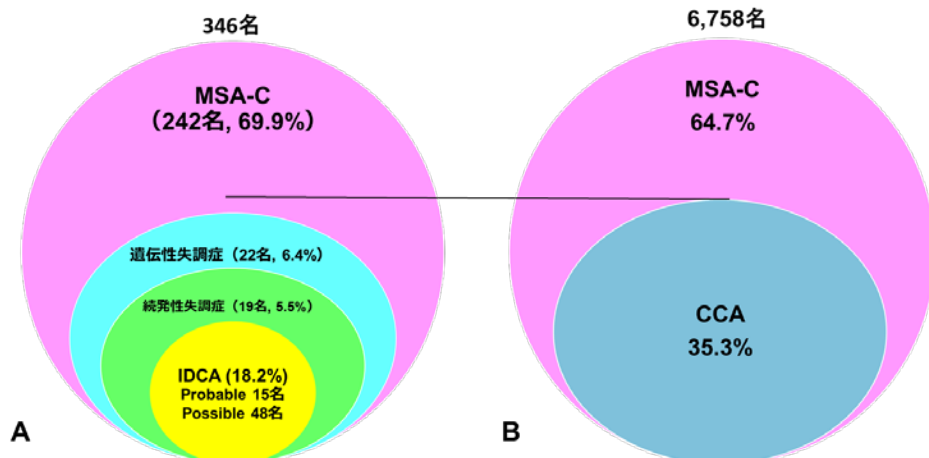 346名
MSA-C
（242名, 69.9%）
遺伝性失調症（22名, 6.4%）
続発性失調症（19名, 5.5%）
IDCA (18.2%)
Probable 15名
Possible 48名
A
6,758名
MSA-C
64.7%
CCA
35.3%
B